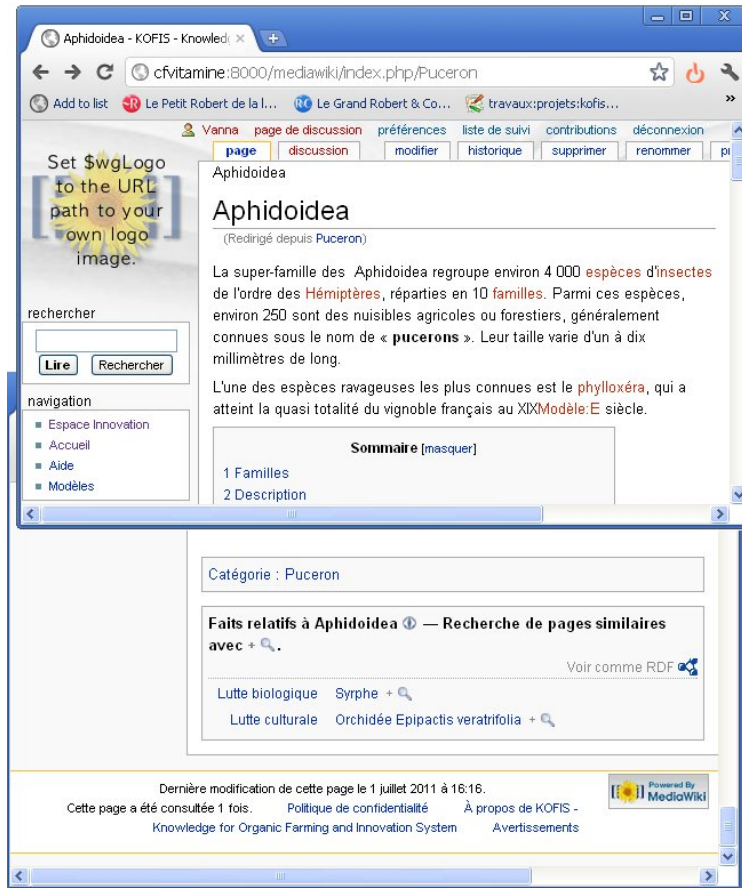 Aphidoidea - KOFIS - Knowled
cfvitamine:8000/mediawiki/index.php/Puceron
Add to list Le Petit Robert de la l... Le Grand Robert & Co... travaux:projets:kofis... »
Vanna page de discussion préférences liste de suivi contributions déconnexion
page discussion modifier historique supprimer renommer
Set $wgLogo
to the URL
path to your
own logo
image.
rechercher
Lire Rechercher
navigation
Espace Innovation
Accueil
Aide
Modèles
Aphidoidea
Aphidoidea
(Redirigé depuis Puceron)
La super-famille des Aphidoidea regroupe environ 4 000 espèces d'insectes
de l'ordre des Hémiptères, réparties en 10 familles. Parmi ces espèces,
environ 250 sont des nuisibles agricoles ou forestiers, généralement
connues sous le nom de « pucerons ». Leur taille varie d'un à dix
millimètres de long.
L'une des espèces ravageuses les plus connues est le phylloxéra, qui a
atteint la quasi totalité du vignoble français au XIXModèle:E siècle.
Sommaire [masquer]
1 Familles
2 Description
Catégorie : Puceron
Faits relatifs à Aphidoidea — Recherche de pages similaires
avec + .
Voir comme RDF
Lutte biologique Syrphe +
Lutte culturale Orchidée Epipactis veratrifolia +
Dernière modification de cette page le 1 juillet 2011 à 16:16.
Cette page a été consultée 1 fois. Politique de confidentialité À propos de KOFIS -
Knowledge for Organic Farming and Innovation System Avertissements
Powered By
MediaWiki